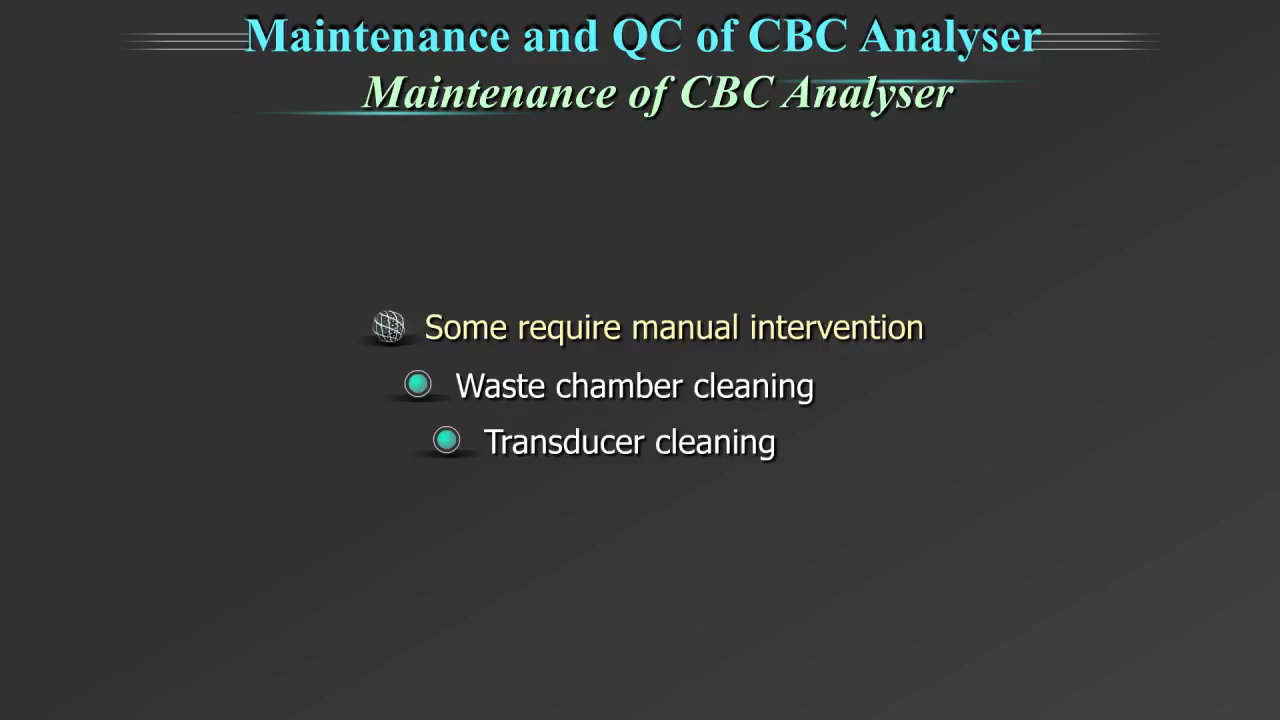 Maintenance and QC of CBC Analyser
Maintenance of CBC Analyser
Some require manual intervention
Waste chamber cleaning
Transducer cleaning